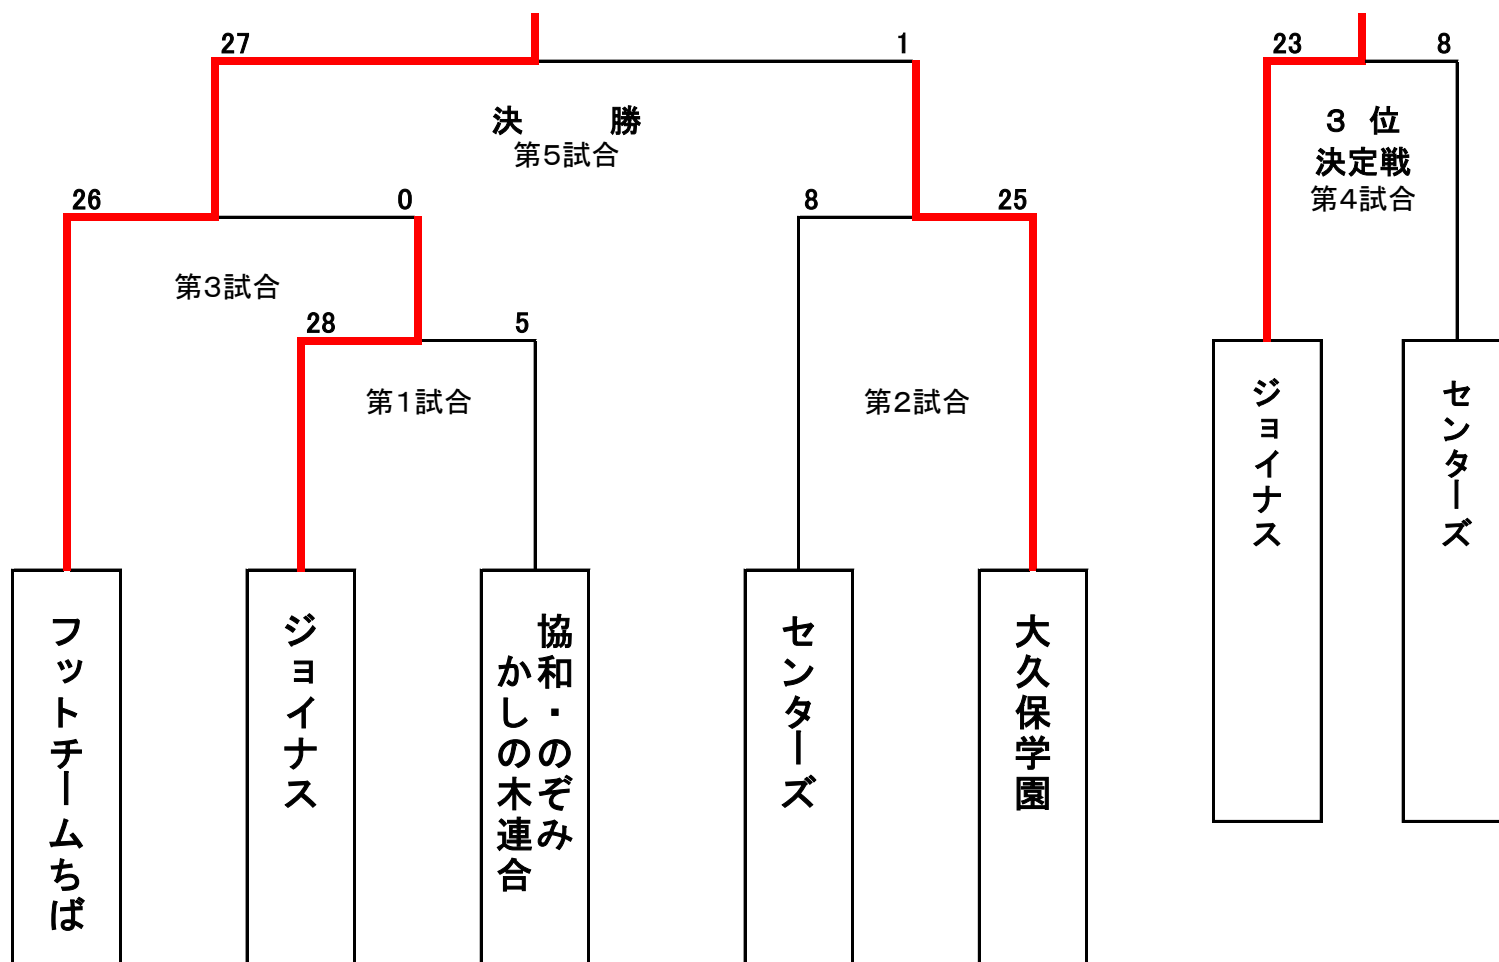 27
1
23
8
決 勝
第5試合
3 位
決定戦
第4試合
26
0
8
25
第3試合
28
5
第1試合
第2試合
ジョイナス
センターズ
フットチームちば
ジョイナス
協和・のぞみ
かしの木連合
センターズ
大久保学園